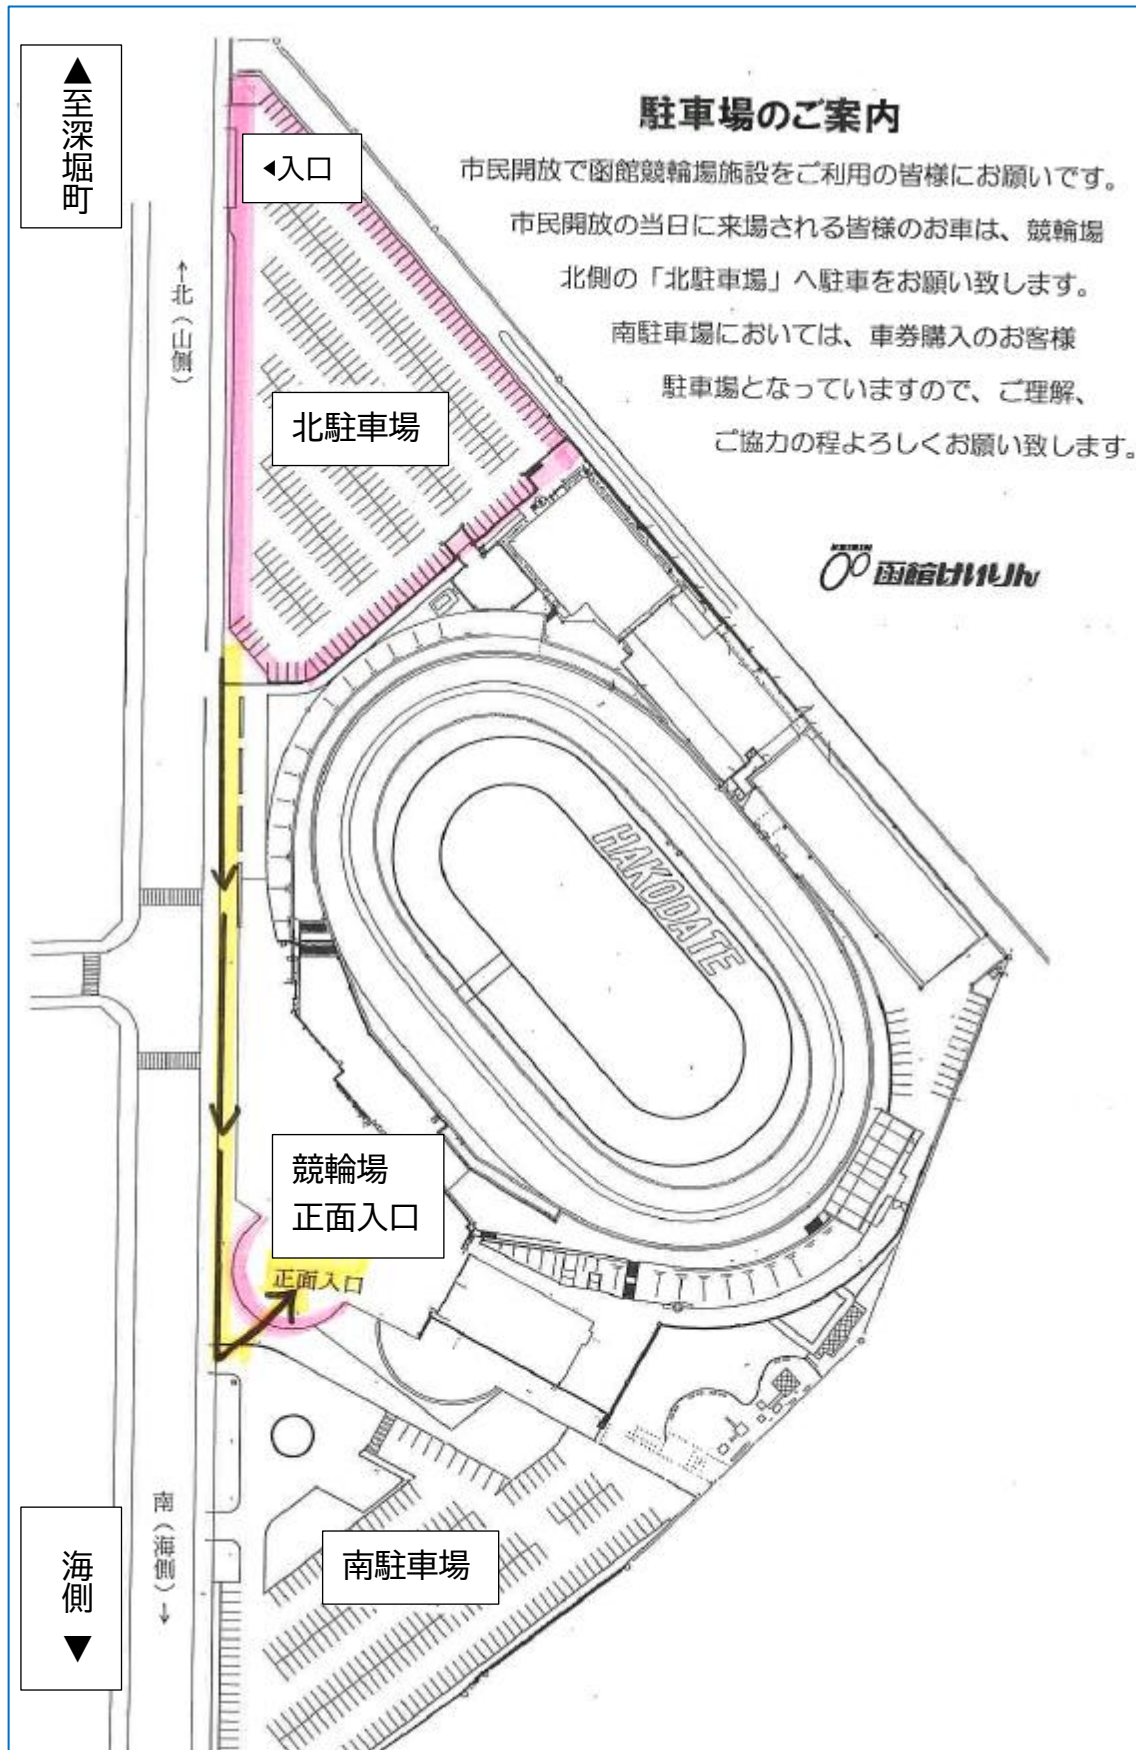 ▲至深堀町
◀入口
駐車場のご案内
市民開放で函館競輪場施設をご利用の皆様にお願いです。
市民開放の当日に来場される皆様のお車は、競輪場
北側の「北駐車場」へ駐車をお願い致します。
南駐車場においては、車券購入のお客様
駐車場となっていますので、ご理解、
ご協力の程よろしくお願い致します。
←北(山側)
北駐車場
KEIRIN
函館けいりん
HAKODATE
競輪場
正面入口
正面入口
南(海側)→
南駐車場
海側▼